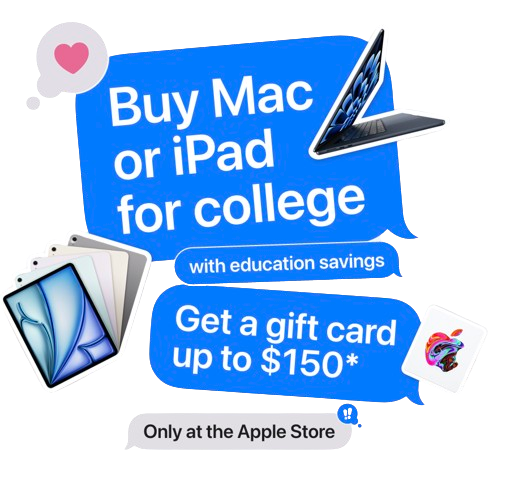 Buy Mac
or iPad
for college
with education savings
Get a gift card
up to $150*
Only at the Apple Store
!!